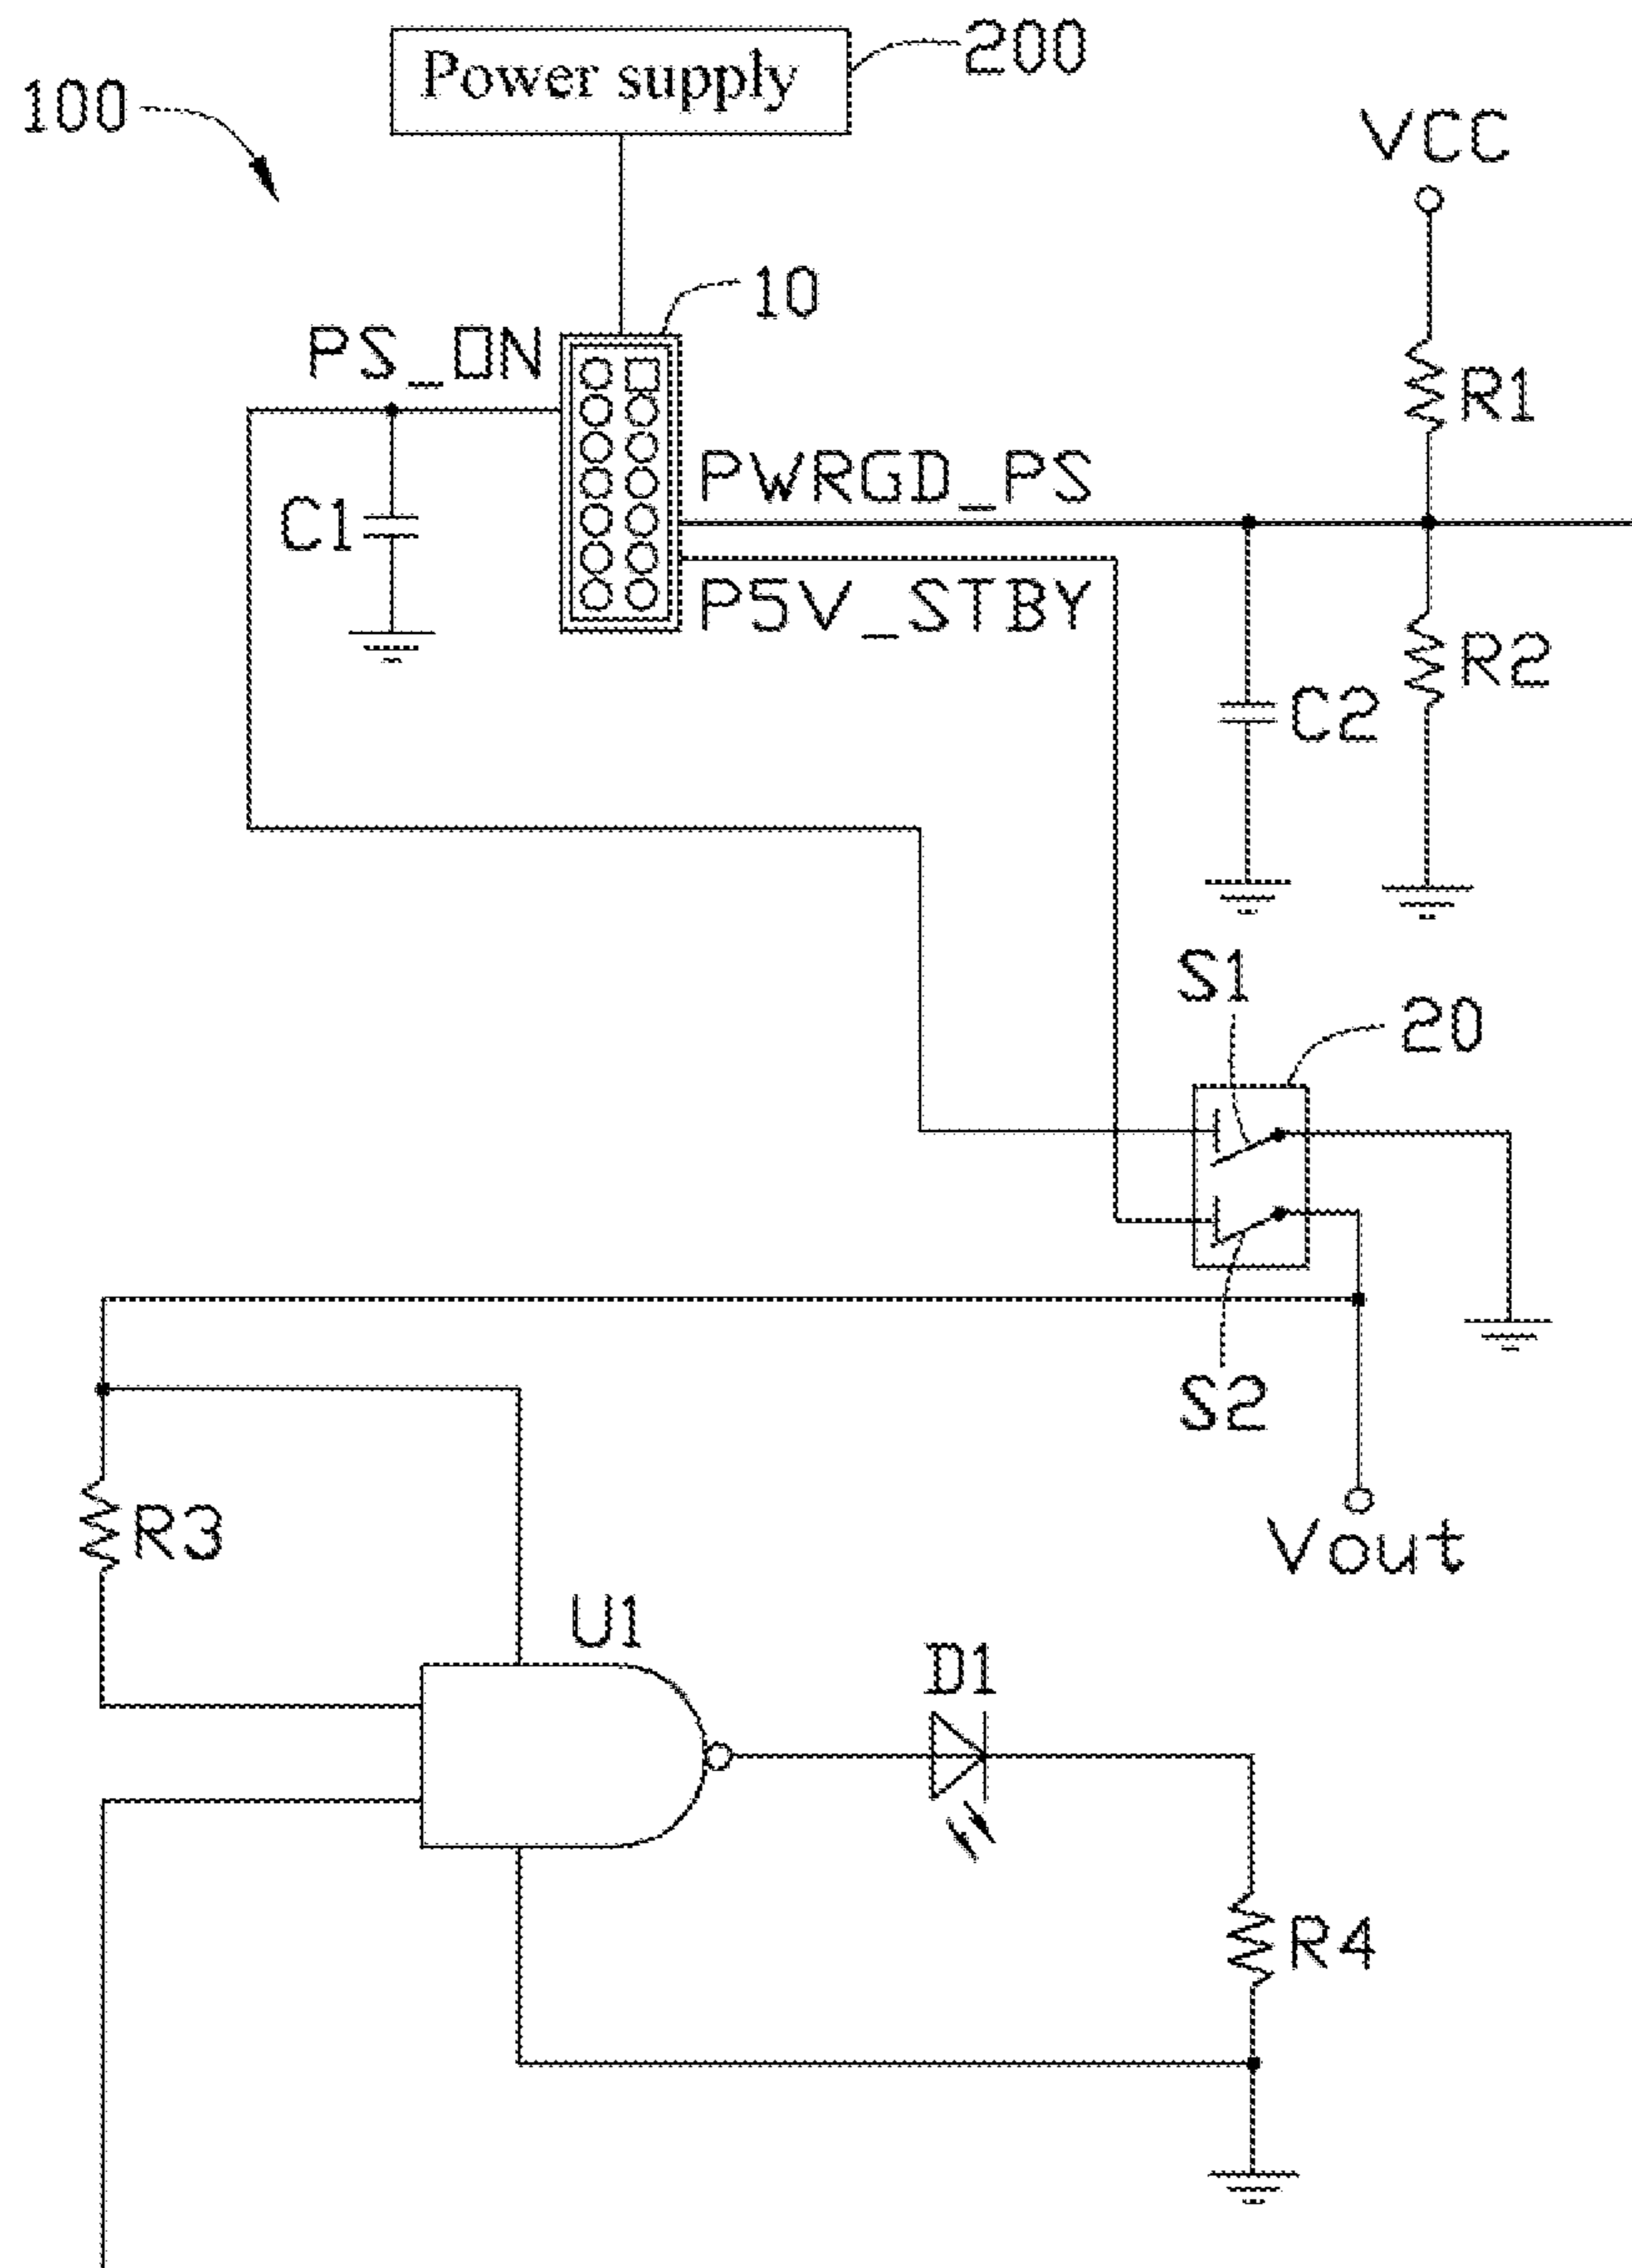 Power supply
200
100
VCC
10
PS_ON
R1
PWRGD_PS
C1
P5V_STBY
R2
C2
S1
20
S2
R3
Vout
U1
D1
R4